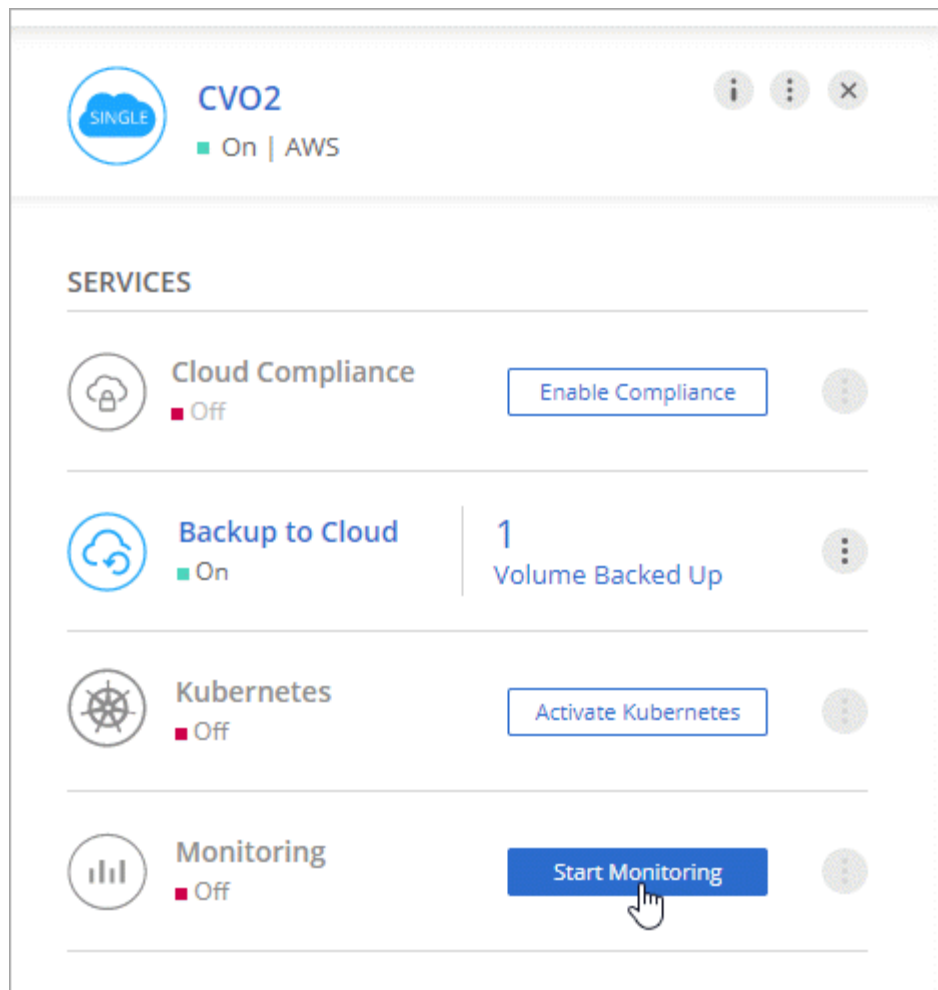 SINGLE
CVO2
On | AWS
SERVICES
Cloud Compliance
Off
Enable Compliance
Backup to Cloud
On
1
Volume Backed Up
Kubernetes
Off
Activate Kubernetes
Monitoring
Off
Start Monitoring